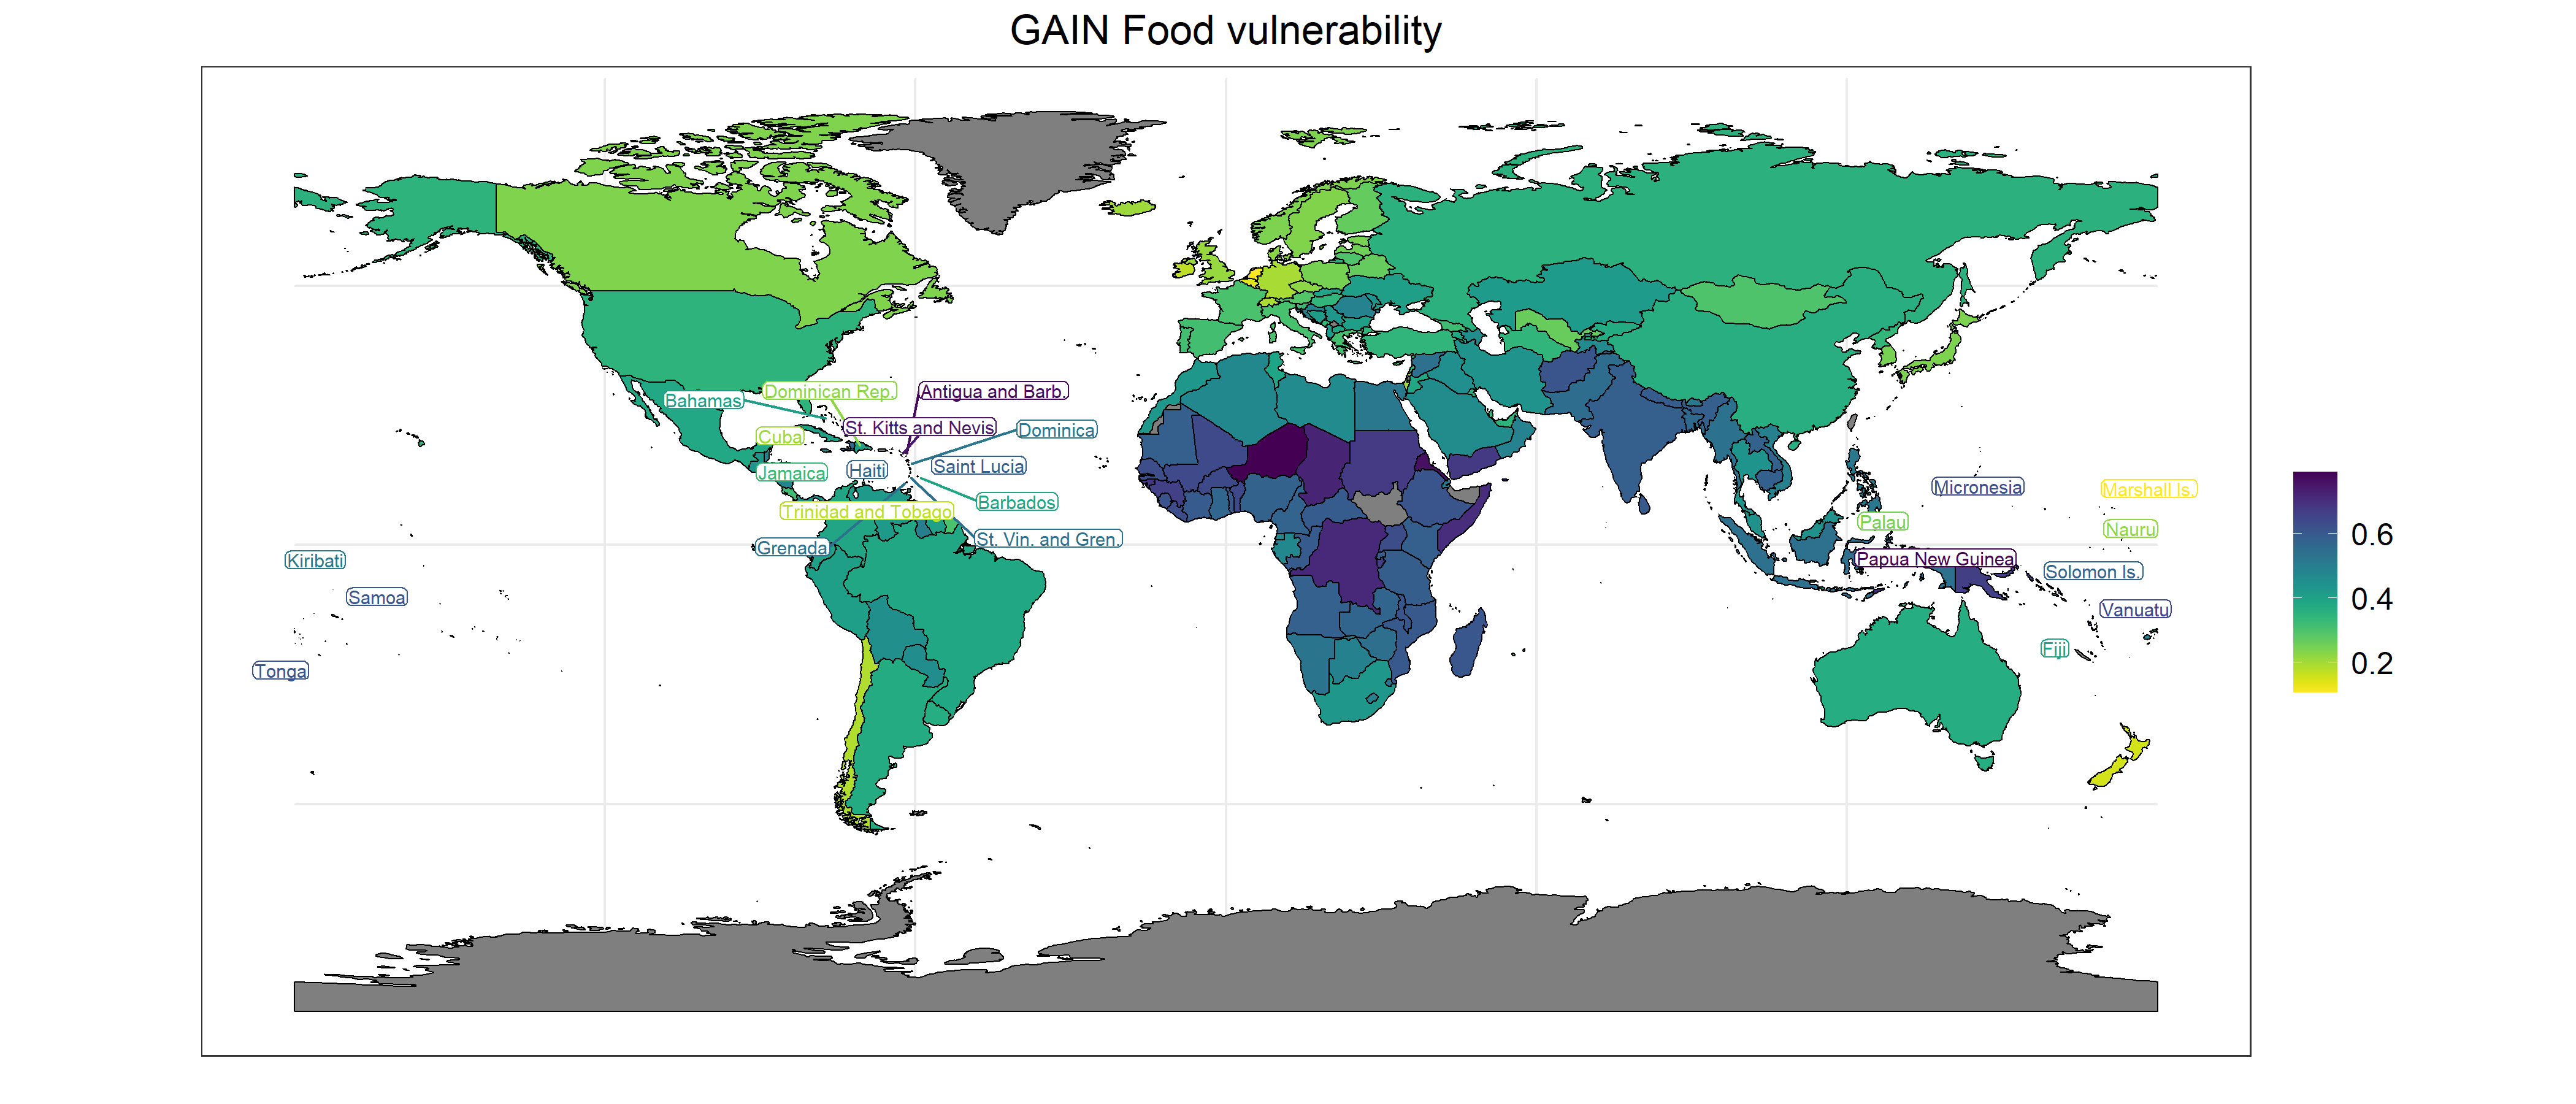 GAIN Food vulnerability
Dominican Rep.
Antigua and Barb.
Bahamas
St. Kitts and Nevis
Dominica
Cuba
Haiti
Saint Lucia
Jamaica
Barbados
Trinidad and Tobago
Grenada
St. Vin. and Gren.
Micronesia
Marshall Is.
Palau
Nauru
Papua New Guinea
Solomon Is.
Kiribati
Samoa
Vanuatu
Fiji
Tonga
0.6
0.4
0.2